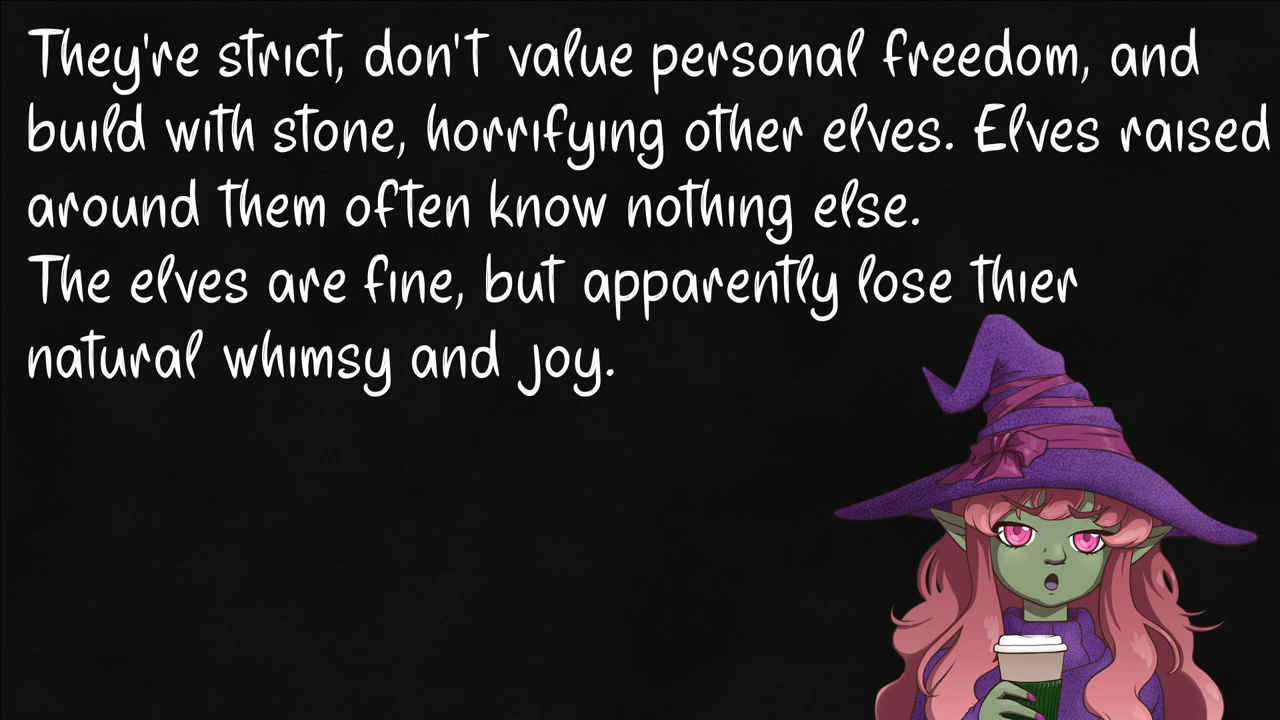 They're strict, don't value personal freedom, and
build with stone, horrifying other elves. Elves raised
around them often know nothing else.
The elves are fine, but apparently lose thier
natural whimsy and joy.